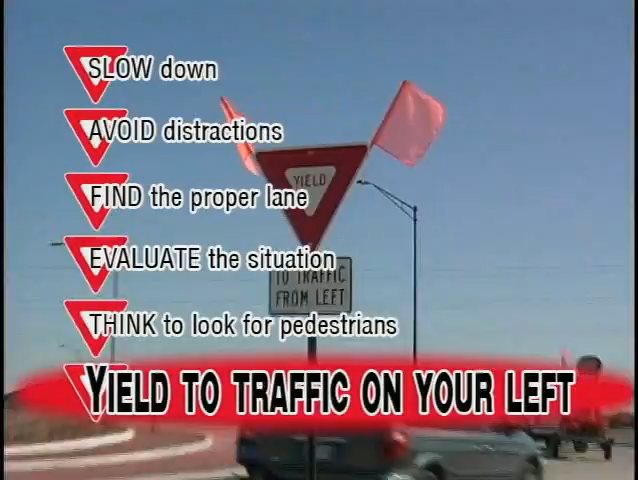 SLOW down
AVOID distractions
YIELD
FIND the proper lane
EVALUATE the situation
TO TRAFFIC
FROM LEFT
THINK to look for pedestrians
YIELD TO TRAFFIC ON YOUR LEFT